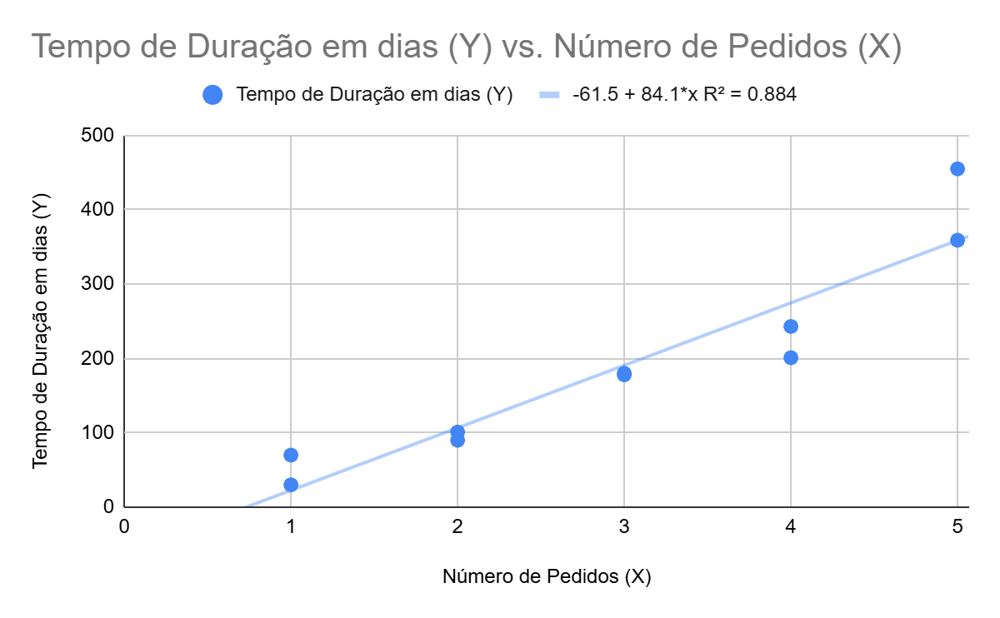 Tempo de Duração em dias (Y) vs. Número de Pedidos (X)
Tempo de Duração em dias (Y)
-61.5 + 84.1*x R² = 0.884
Tempo de Duração em dias (Y)
500
400
300
200
100
0
0 1 2 3 4 5
Número de Pedidos (X)